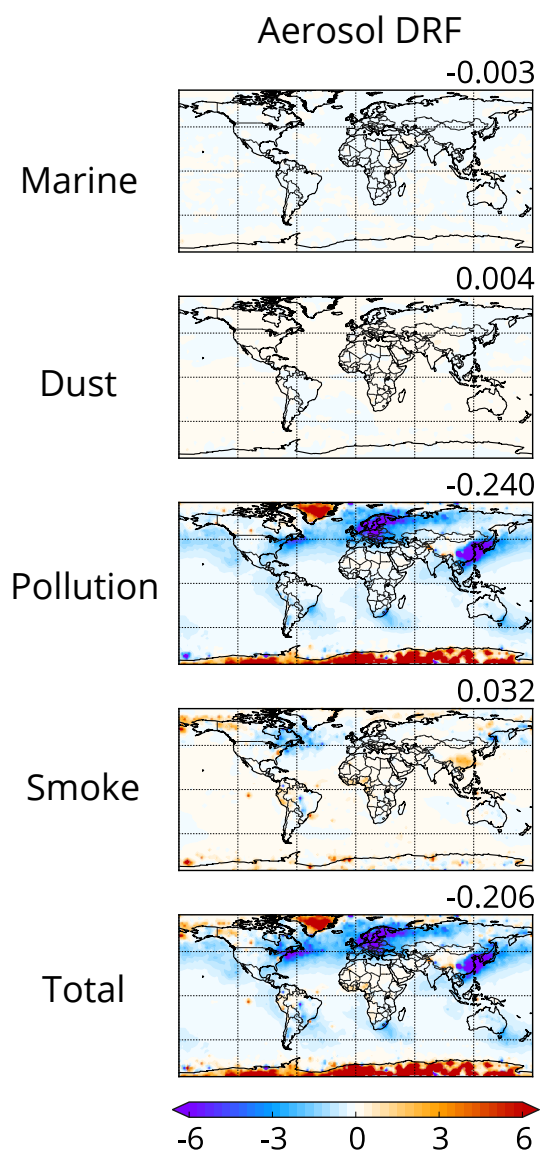 Aerosol DRF
-0.003
Marine
0.004
Dust
-0.240
Pollution
0.032
Smoke
-0.206
Total
-6 -3 0 3 6